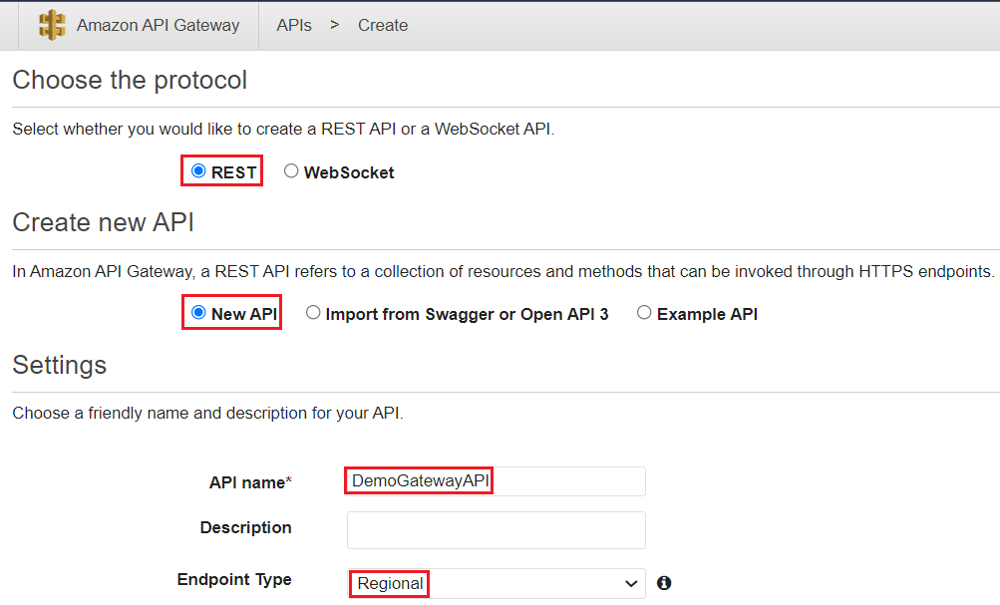 Amazon API Gateway APIs > Create
Choose the protocol
Select whether you would like to create a REST API or a WebSocket API.
REST WebSocket
Create new API
In Amazon API Gateway, a REST API refers to a collection of resources and methods that can be invoked through HTTPS endpoints.
New API Import from Swagger or Open API 3 Example API
Settings
Choose a friendly name and description for your API.
API name* DemoGatewayAPI
Description
Endpoint Type Regional